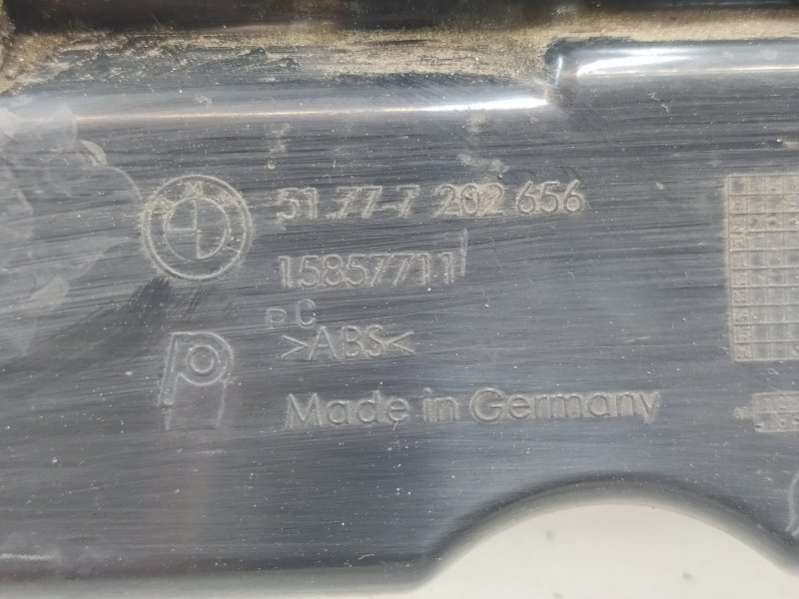 51.77-7 202 656
15857711
PC
>ABS<
Made in Germany